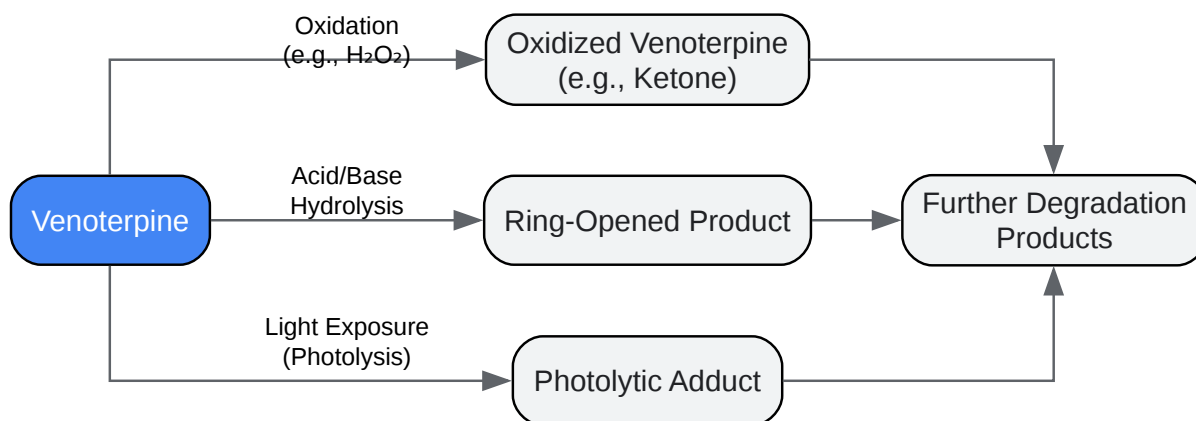 Oxidation
(e.g., H₂O₂)
Oxidized Venoterpine
(e.g., Ketone)
Venoterpine
Acid/Base
Hydrolysis
Ring-Opened Product
Further Degradation
Products
Light Exposure
(Photolysis)
Photolytic Adduct